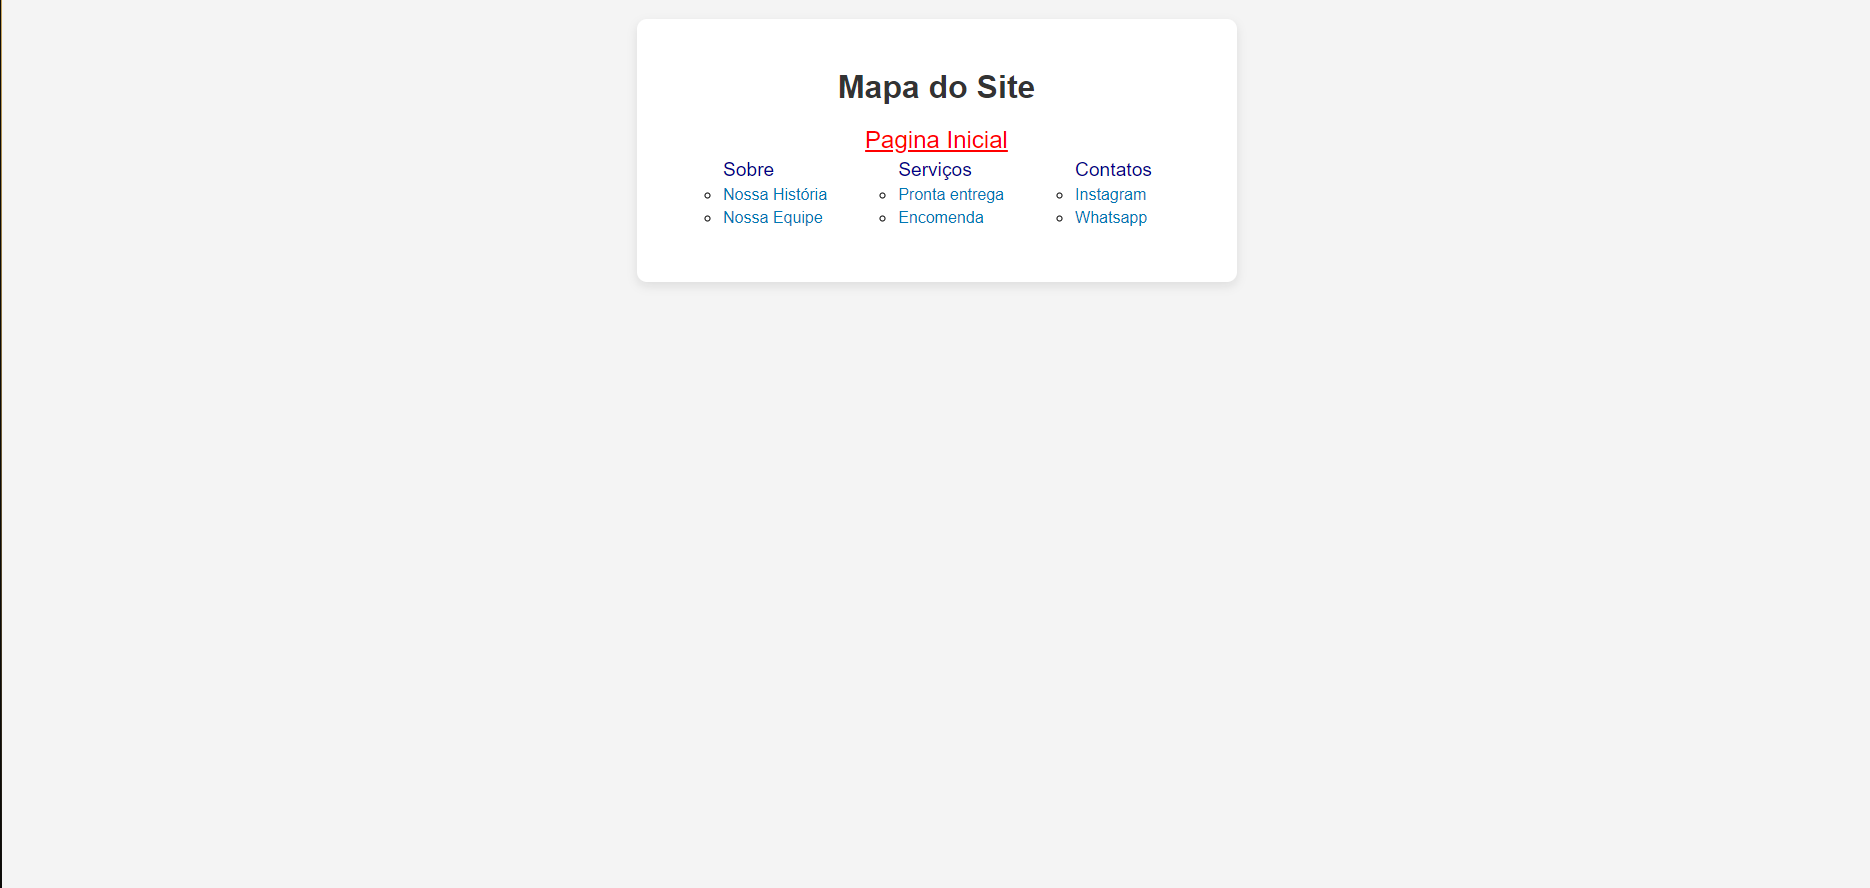 Mapa do Site
Pagina Inicial
Sobre
Nossa História
Nossa Equipe
Serviços
Pronta entrega
Encomenda
Contatos
Instagram
Whatsapp